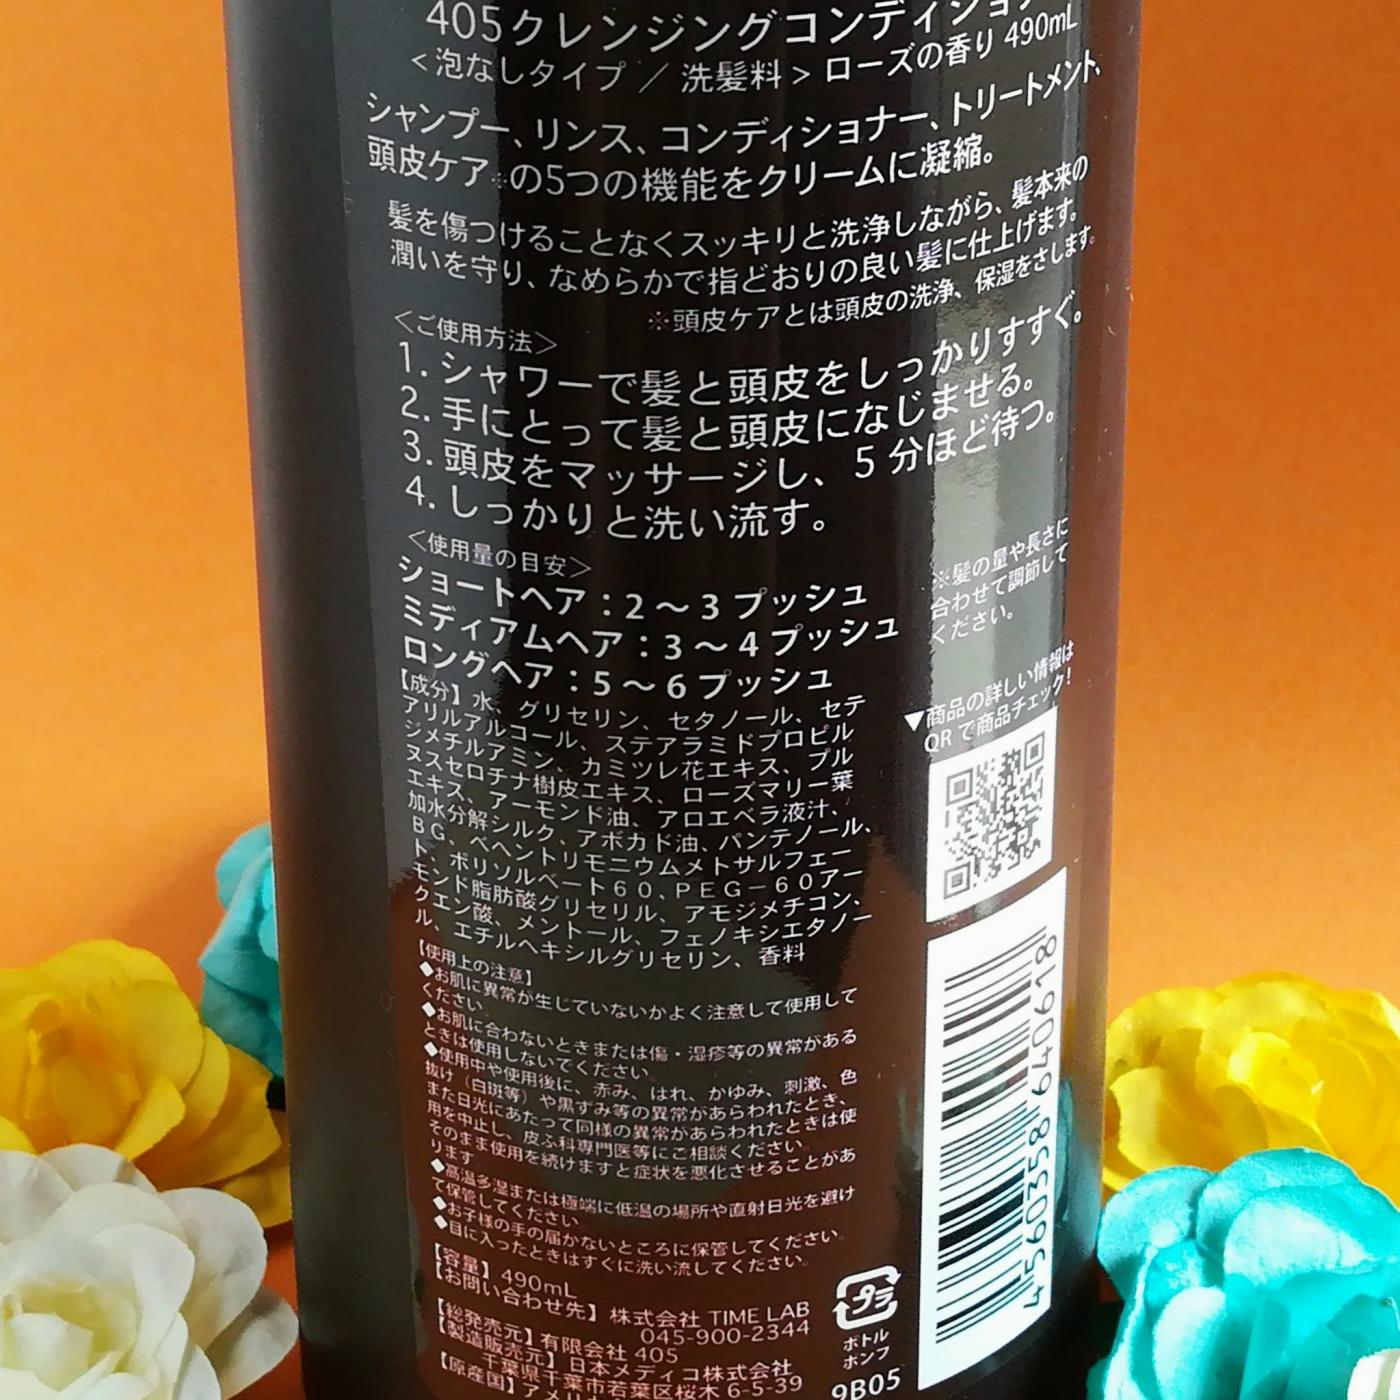 405クレンジングコンディショナ
<泡なしタイプ / 洗髪料> ローズの香り 490mL
シャンプー、リンス、コンディショナー、トリートメント、
頭皮ケア※の5つの機能をクリームに凝縮。
髪を傷つけることなくスッキリと洗浄しながら、髪本来の
潤いを守り、なめらかで指どおりの良い髪に仕上げます。
※頭皮ケアとは頭皮の洗浄、保湿をさします。
<ご使用方法>
1. シャワーで髪と頭皮をしっかりすすぐ。
2. 手にとって髪と頭皮になじませる。
3. 頭皮をマッサージし、5分ほど待つ。
4. しっかりと洗い流す。
<使用量の目安>
ショートヘア：2～3プッシュ
ミディアムヘア：3～4プッシュ
ロングヘア：5～6プッシュ
※髪の量や長さに
合わせて調節して
ください。
【成分】水、グリセリン、セタノール、セテ
アリルアルコール、ステアラミドプロピル
ジメチルアミン、カミツレ花エキス、プル
ヌスセロチナ樹皮エキス、ローズマリー葉
エキス、アーモンド油、アロエベラ液汁、
加水分解シルク、アボカド油、パンテノール、
BG、ベヘントリモニウムメトサルフェー
ト、ポリソルベート60、PEG－60アー
モンド脂肪酸グリセリル、アモジメチコン、
クエン酸、メントール、フェノキシエタノー
ル、エチルヘキシルグリセリン、香料
▼商品の詳しい情報は
QRで商品チェック!
【使用上の注意】
◆お肌に異常が生じていないかよく注意して使用して
ください。
◆お肌に合わないときまたは傷・湿疹等の異常がある
ときは使用しないでください。
◆使用中や使用後に、赤み、はれ、かゆみ、刺激、色
抜け（白斑等）や黒ずみ等の異常があらわれたとき、
また日光にあたって同様の異常があらわれたときは使
用を中止し、皮ふ科専門医等にご相談ください。
そのまま使用を続けますと症状を悪化させることがあ
ります。
◆高温多湿または極端に低温の場所や直射日光を避け
て保管してください。
◆お子様の手の届かないところに保管してください。
◆目に入ったときはすぐに洗い流してください。
【容量】490mL
【お問い合わせ先】株式会社 TIME LAB
045-900-2344
【総発売元】有限会社 405
【製造販売元】日本メディコ株式会社
千葉県千葉市若葉区桜木 6-5-39
【原産国】アメリ
4 560358 640618
プラ
ボトル
ポンプ
9B05